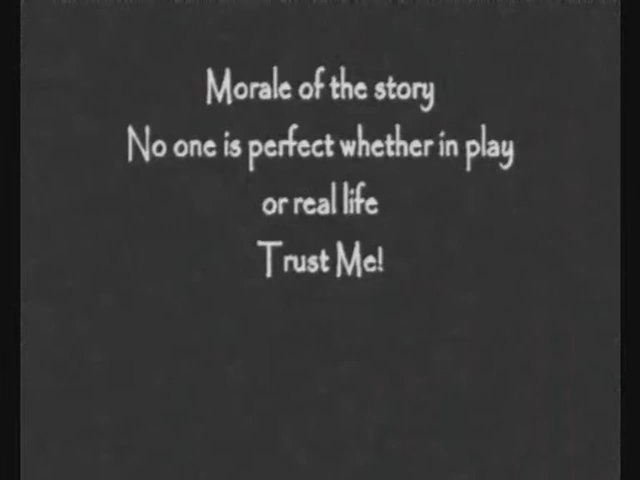 Morale of the story
No one is perfect whether in play
or real life
Trust Me!